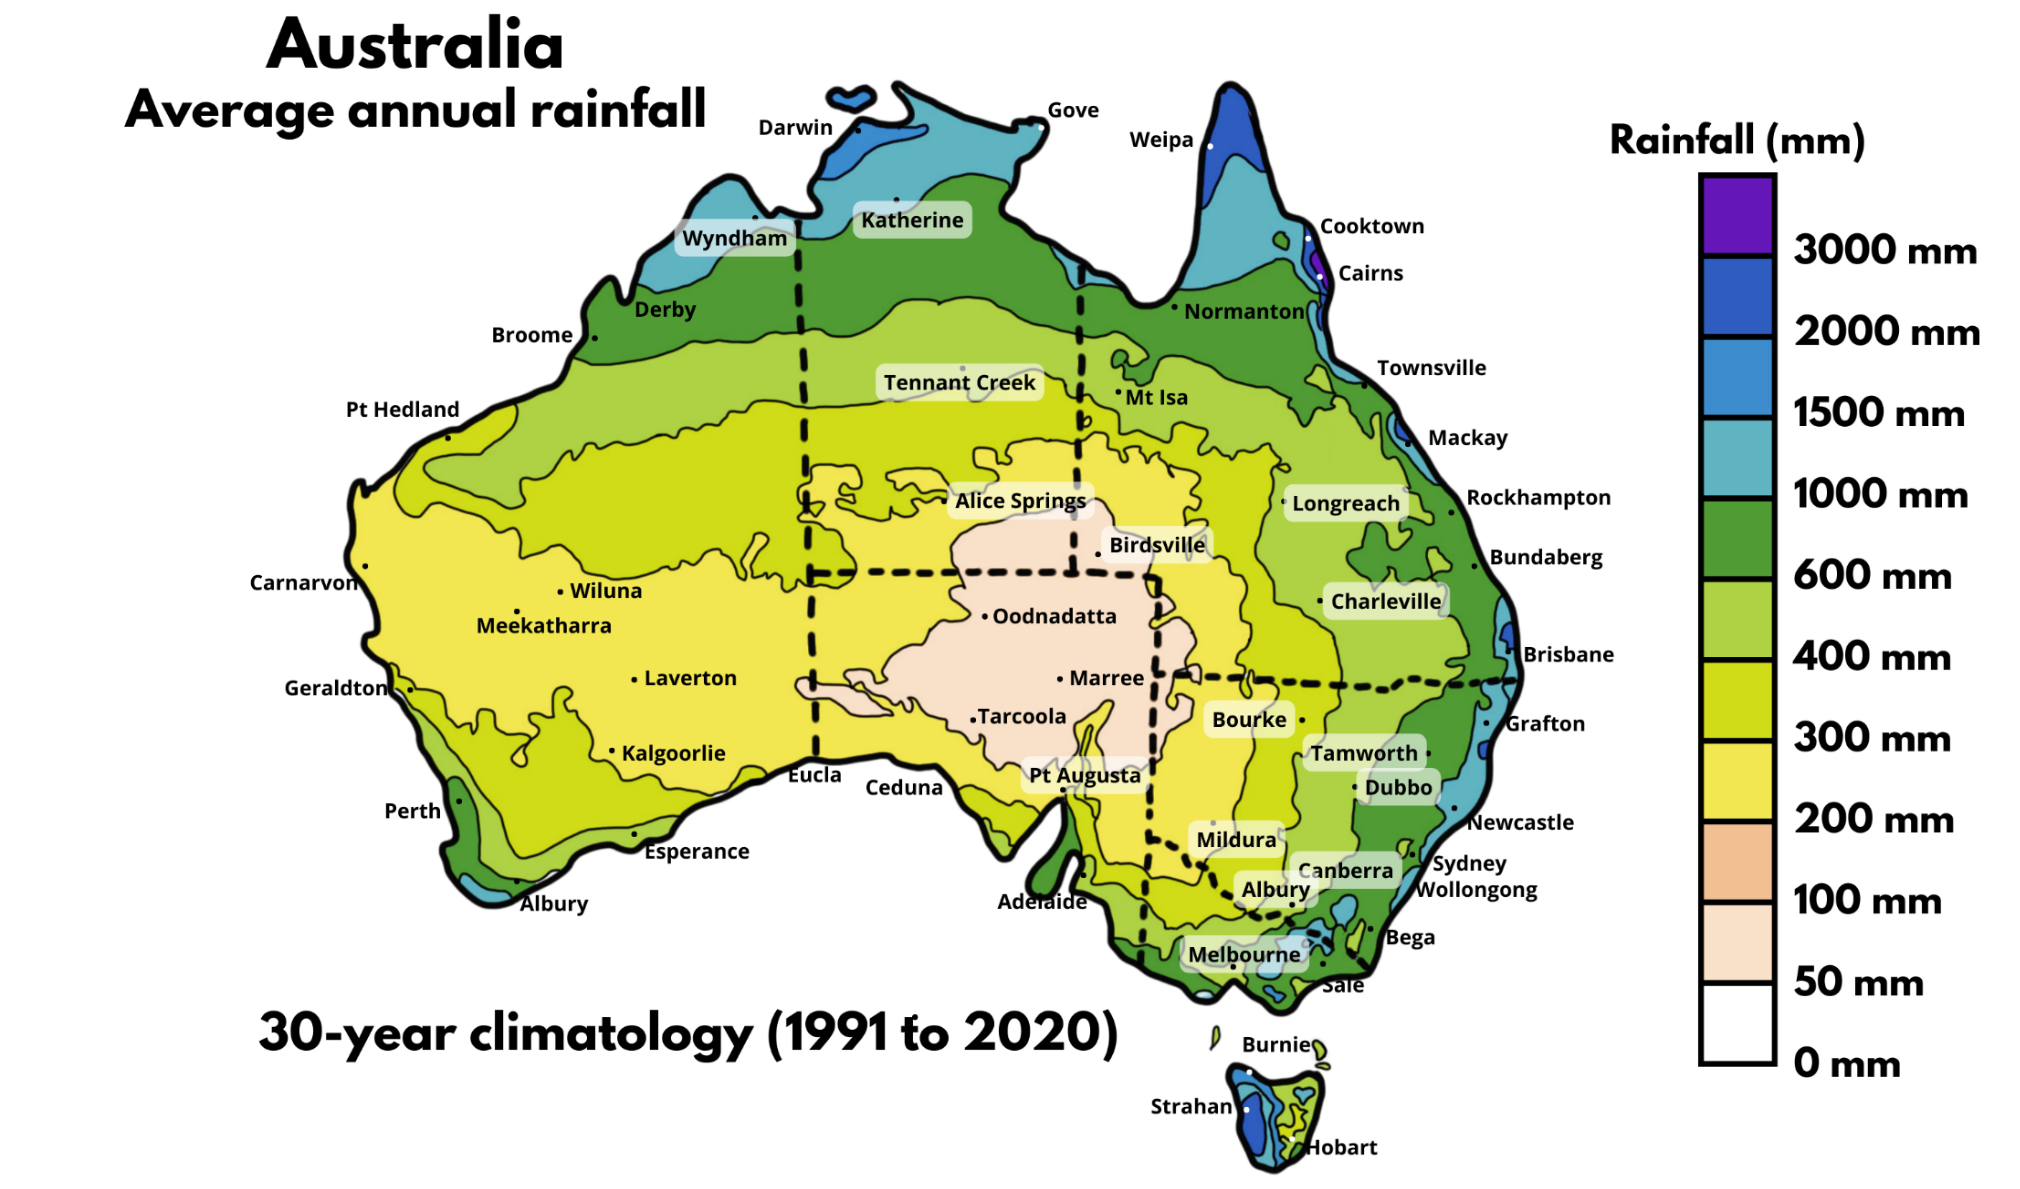 Australia
Average annual rainfall
Darwin
Gove
Weipa
Rainfall (mm)
Wyndham
Katherine
Cooktown
Cairns
3000 mm
Derby
Normanton
Broome
2000 mm
Townsville
Tennant Creek
Mt Isa
Pt Hedland
1500 mm
Mackay
Alice Springs
Longreach
Rockhampton
1000 mm
Birdsville
Bundaberg
Carnarvon
Wiluna
600 mm
Charleville
Meekatharra
Oodnadatta
Brisbane
400 mm
Geraldton
Laverton
Marree
Tarcoola
Bourke
Grafton
300 mm
Kalgoorlie
Tamworth
Eucla
Pt Augusta
Ceduna
Dubbo
Perth
Newcastle
200 mm
Esperance
Mildura
Sydney
Canberra
Albury
Wollongong
100 mm
Albury
Adelaide
Bega
Melbourne
Sale
50 mm
30-year climatology (1991 to 2020)
Burnie
0 mm
Strahan
Hobart